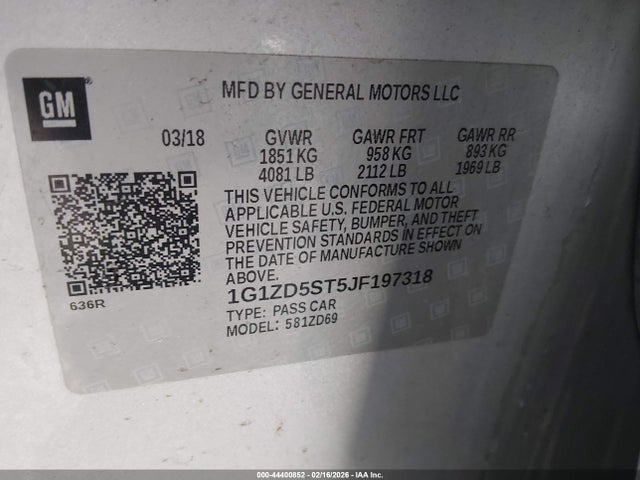 GM
MFD BY GENERAL MOTORS LLC
03/18 GVWR GAWR FRT GAWR RR
1851 KG 958 KG 893 KG
4081 LB 2112 LB 1969 LB
THIS VEHICLE CONFORMS TO ALL
APPLICABLE U.S. FEDERAL MOTOR
VEHICLE SAFETY, BUMPER, AND THEFT
PREVENTION STANDARDS IN EFFECT ON
THE DATE OF MANUFACTURE SHOWN
ABOVE.
1G1ZD5ST5JF197318
TYPE: PASS CAR
MODEL: 581ZD69
636R
000-44400852 - 02/16/2026 - IAA Inc.